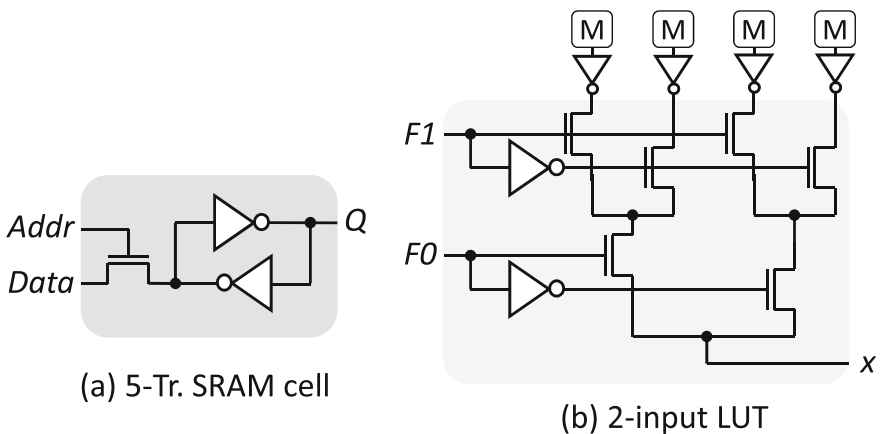 M M M M
F1
Addr
Q
F0
Data
x
(a) 5-Tr. SRAM cell
(b) 2-input LUT